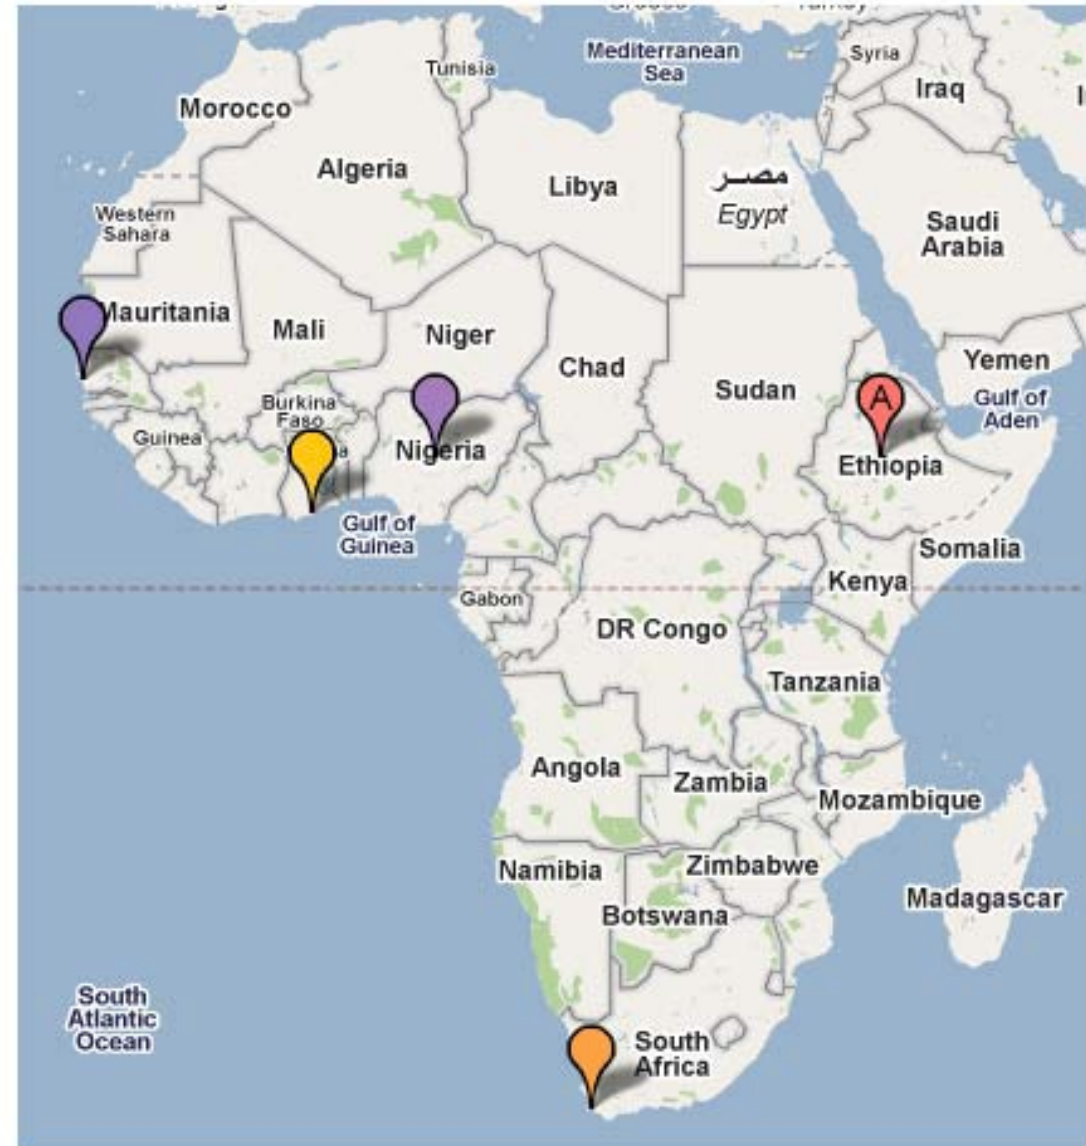 Mediterranean
Sea
Syria
Tunisia
Iraq
Morocco
Algeria
Libya
مصر
Egypt
Western
Sahara
Saudi
Arabia
Mauritania
Mali
Niger
Chad
Sudan
Yemen
Gulf of
Aden
Burkina
Faso
Guinea
Nigeria
A
Ethiopia
Gulf of
Guinea
Somalia
Kenya
Gabon
DR Congo
Tanzania
Angola
Zambia
Mozambique
Namibia
Zimbabwe
Botswana
Madagascar
South
Atlantic
Ocean
South
Africa